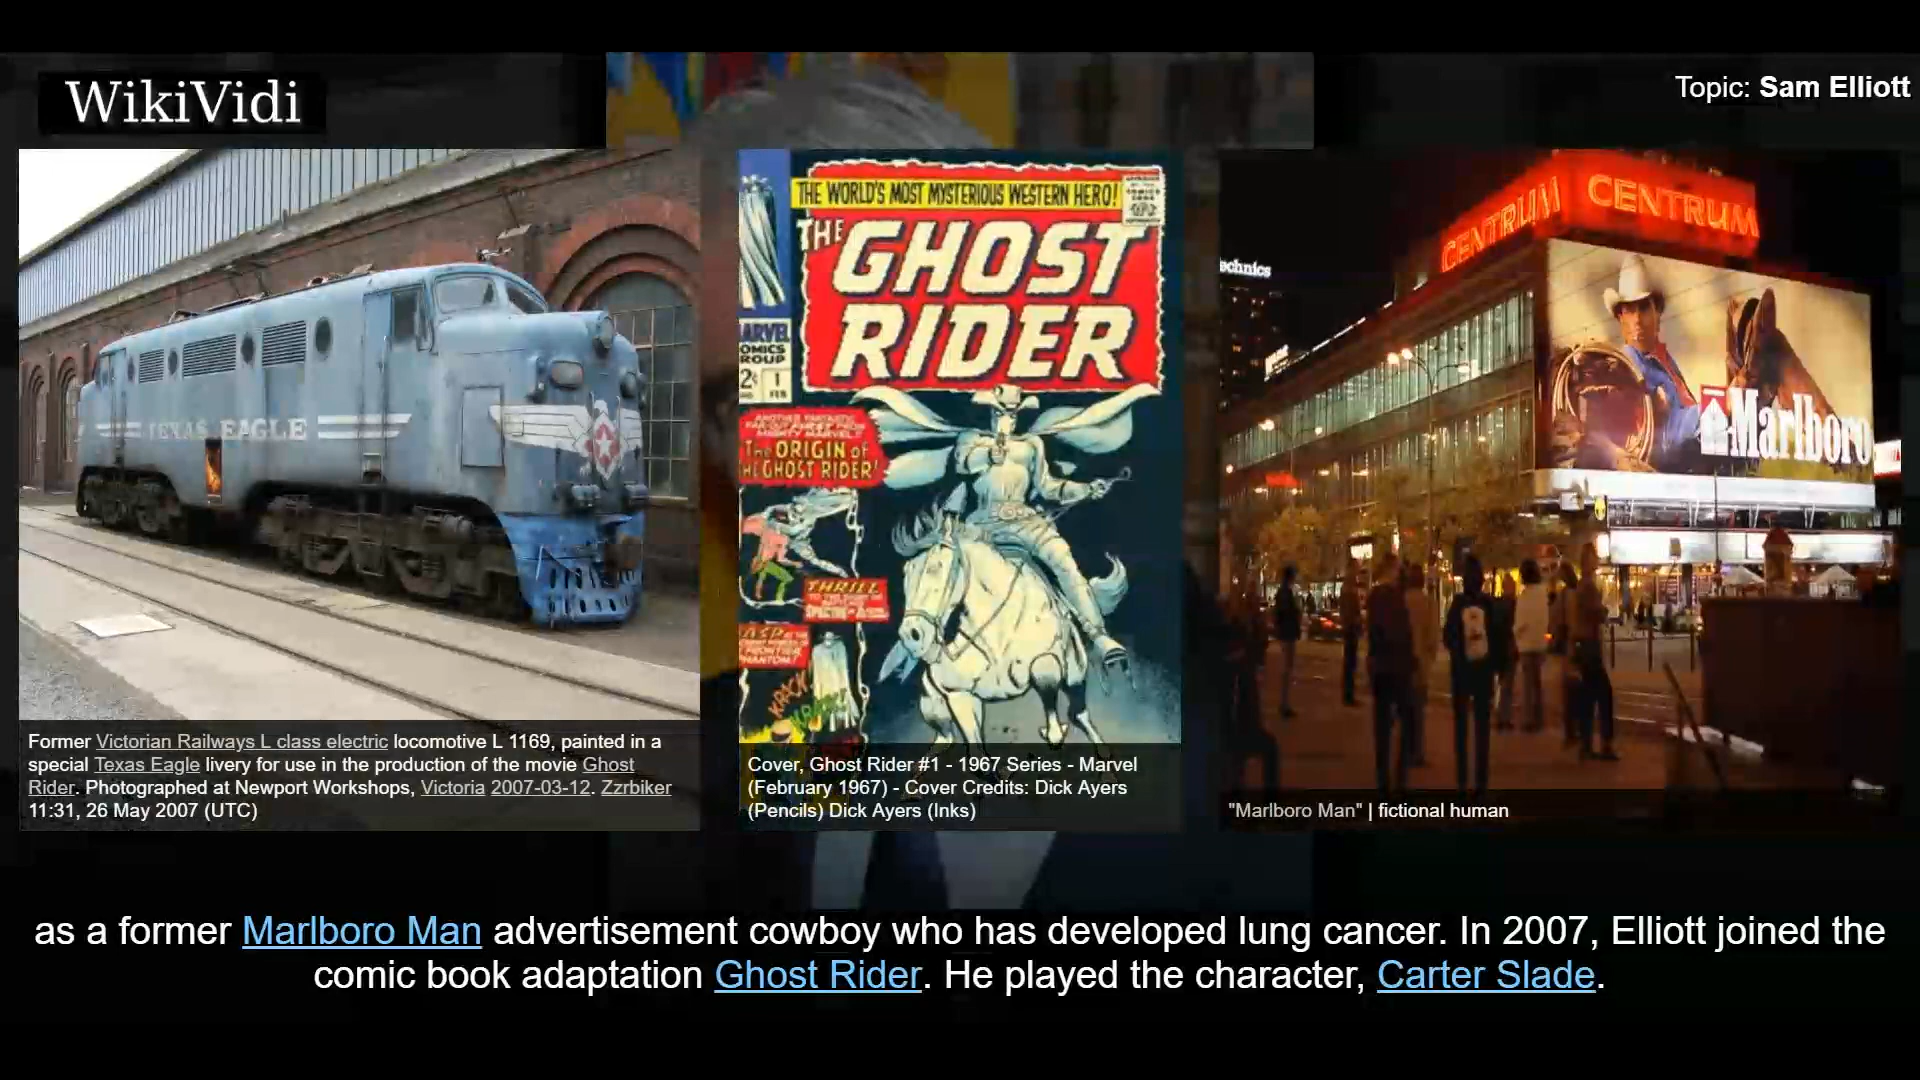 WikiVidi
Topic: Sam Elliott
TEXAS EAGLE
Former Victorian Railways L class electric locomotive L 1169, painted in a
special Texas Eagle livery for use in the production of the movie Ghost
Rider. Photographed at Newport Workshops, Victoria 2007-03-12. Zzrbiker
11:31, 26 May 2007 (UTC)
THE WORLD'S MOST MYSTERIOUS WESTERN HERO!
THE
GHOST
RIDER
1
FEB
The ORIGIN of
THE GHOST RIDER!
THRILL
Cover, Ghost Rider #1 - 1967 Series - Marvel
(February 1967) - Cover Credits: Dick Ayers
(Pencils) Dick Ayers (Inks)
CENTRUM CENTRUM
echnics
Marlboro
"Marlboro Man" | fictional human
as a former Marlboro Man advertisement cowboy who has developed lung cancer. In 2007, Elliott joined the
comic book adaptation Ghost Rider. He played the character, Carter Slade.